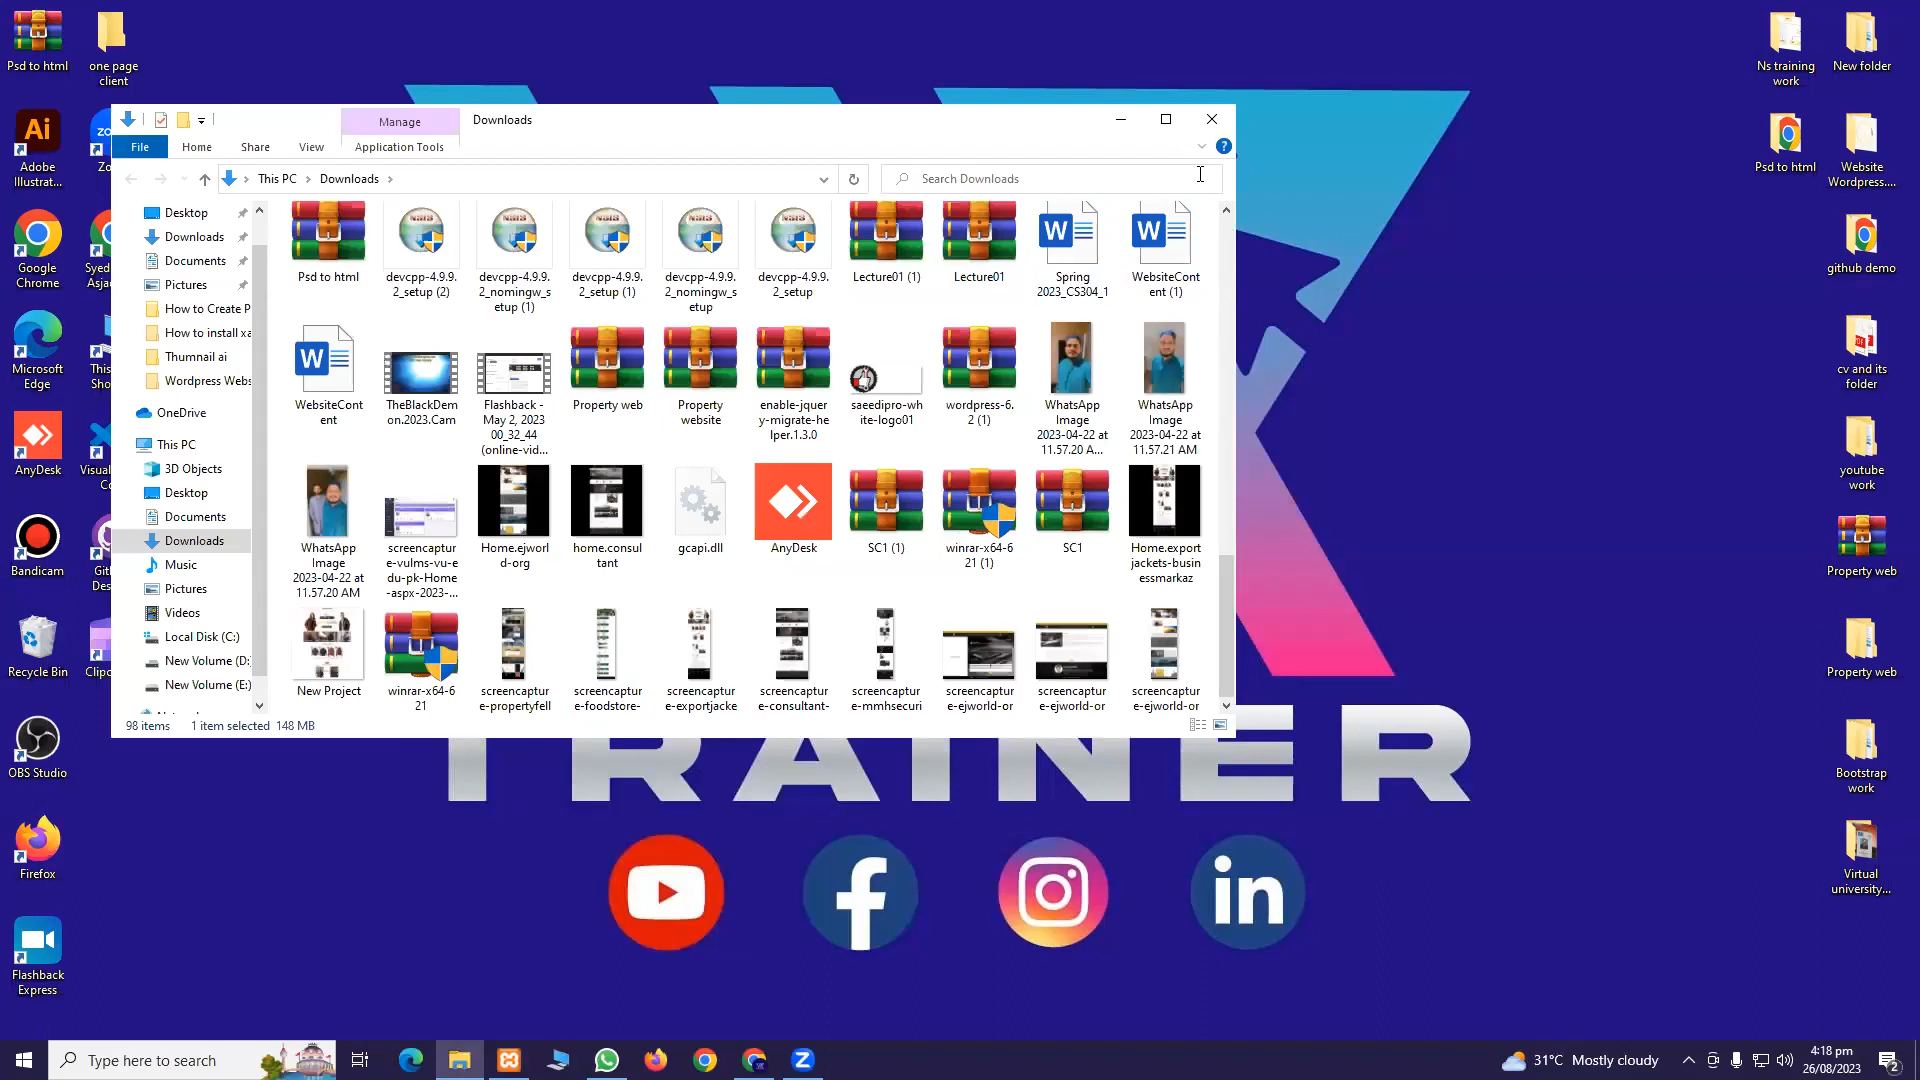 Psd to html
one page
client
Adobe
Illustrat...
Ai
Google
Chrome
Microsoft
Edge
AnyDesk
Bandicam
Recycle Bin
OBS Studio
Firefox
Flashback
Express
Manage
Downloads
File
Home
Share
View
Application Tools
This PC
Downloads
Search Downloads
Desktop
Downloads
Documents
Pictures
How to Create P
How to install xa
Thumnail ai
Wordpress Webs
OneDrive
This PC
3D Objects
Desktop
Documents
Downloads
Music
Pictures
Videos
Local Disk (C:)
New Volume (D:
New Volume (E:)
Psd to html
devcpp-4.9.9.
2_setup (2)
devcpp-4.9.9.
2_nomingw_s
etup (1)
devcpp-4.9.9.
2_setup (1)
devcpp-4.9.9.
2_nomingw_s
etup
devcpp-4.9.9.
2_setup
Lecture01 (1)
Lecture01
Spring
2023_CS304_1
WebsiteCont
ent (1)
WebsiteCont
ent
TheBlackDem
on.2023.Cam
Flashback -
May 2, 2023
00_32_44
(online-vid...
Property web
Property
website
enable-jquer
y-migrate-he
lper.1.3.0
saeedipro-wh
ite-logo01
wordpress-6.
2 (1)
WhatsApp
Image
2023-04-22 at
11.57.20 A...
WhatsApp
Image
2023-04-22 at
11.57.21 AM
WhatsApp
Image
2023-04-22 at
11.57.20 AM
screencaptur
e-vulms-vu-e
du-pk-Home
-aspx-2023-...
Home.ejworl
d-org
home.consul
tant
gcapi.dll
AnyDesk
SC1 (1)
winrar-x64-6
21 (1)
SC1
Home.export
jackets-busin
essmarkaz
New Project
winrar-x64-6
21
screencaptur
e-propertyfell
screencaptur
e-foodstore-
screencaptur
e-exportjacke
screencaptur
e-consultant-
screencaptur
e-mmhsecuri
screencaptur
e-ejworld-or
screencaptur
e-ejworld-or
screencaptur
e-ejworld-or
98 items
1 item selected
148 MB
TRAINER
Ns training
work
New folder
Psd to html
Website
Wordpress....
github demo
cv and its
folder
youtube
work
Property web
Property web
Bootstrap
work
Virtual
university...
Type here to search
31°C
Mostly cloudy
4:18 pm
26/08/2023
2